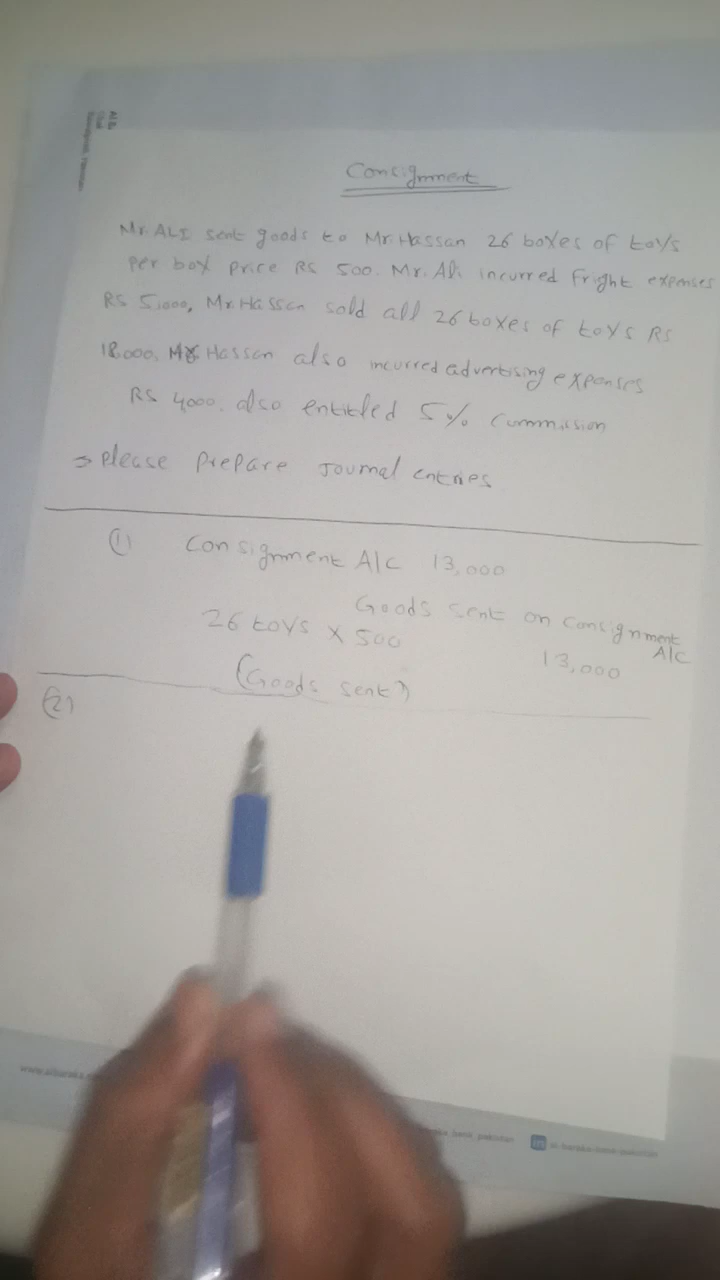 Consignment
Mr. ALI sent goods to Mr. Hassan 26 boxes of toys
per box price RS 500. Mr. Ali incurred fright expenses
RS 5,000, Mr. Hassan sold all 26 boxes of toys RS
18,000, Mr Hassan also incurred advertising expenses
RS 4000. also entitled 5% Commission
→ please prepare Journal entries
(1) Consignment A/C 13,000
Goods sent on consignment A/C
26 toys x 500
13,000
(Goods sent)
(2)